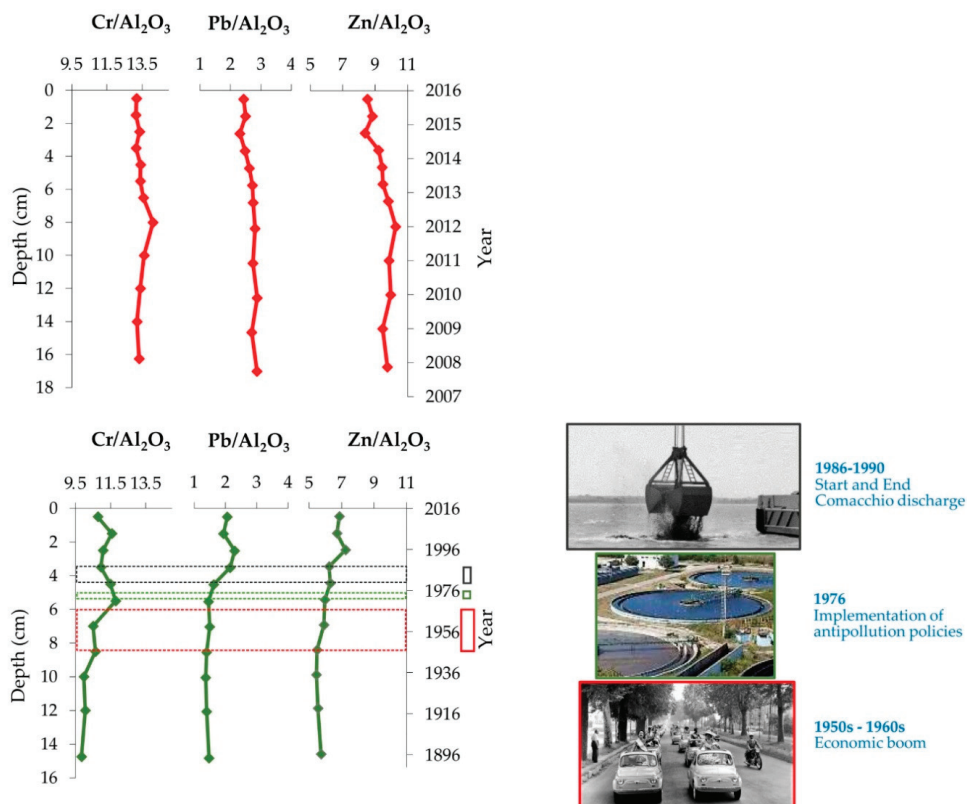 Cr/Al₂O₃ Pb/Al₂O₃ Zn/Al₂O₃
9.5 11.5 13.5 1 2 3 4 5 7 9 11
0 2016
2 2015
4 2014
6 2013
8 2012
10 2011
12 2010
14 2009
16 2008
18 2007
Depth (cm)
Year
Cr/Al₂O₃ Pb/Al₂O₃ Zn/Al₂O₃
9.5 11.5 13.5 1 2 3 4 5 7 9 11
0 2016
2 1996
4 1976
6 1956
8 1936
10 1916
12 1896
14
16
Depth (cm)
Year
1986-1990
Start and End
Comacchio discharge
1976
Implementation of
antipollution policies
1950s - 1960s
Economic boom